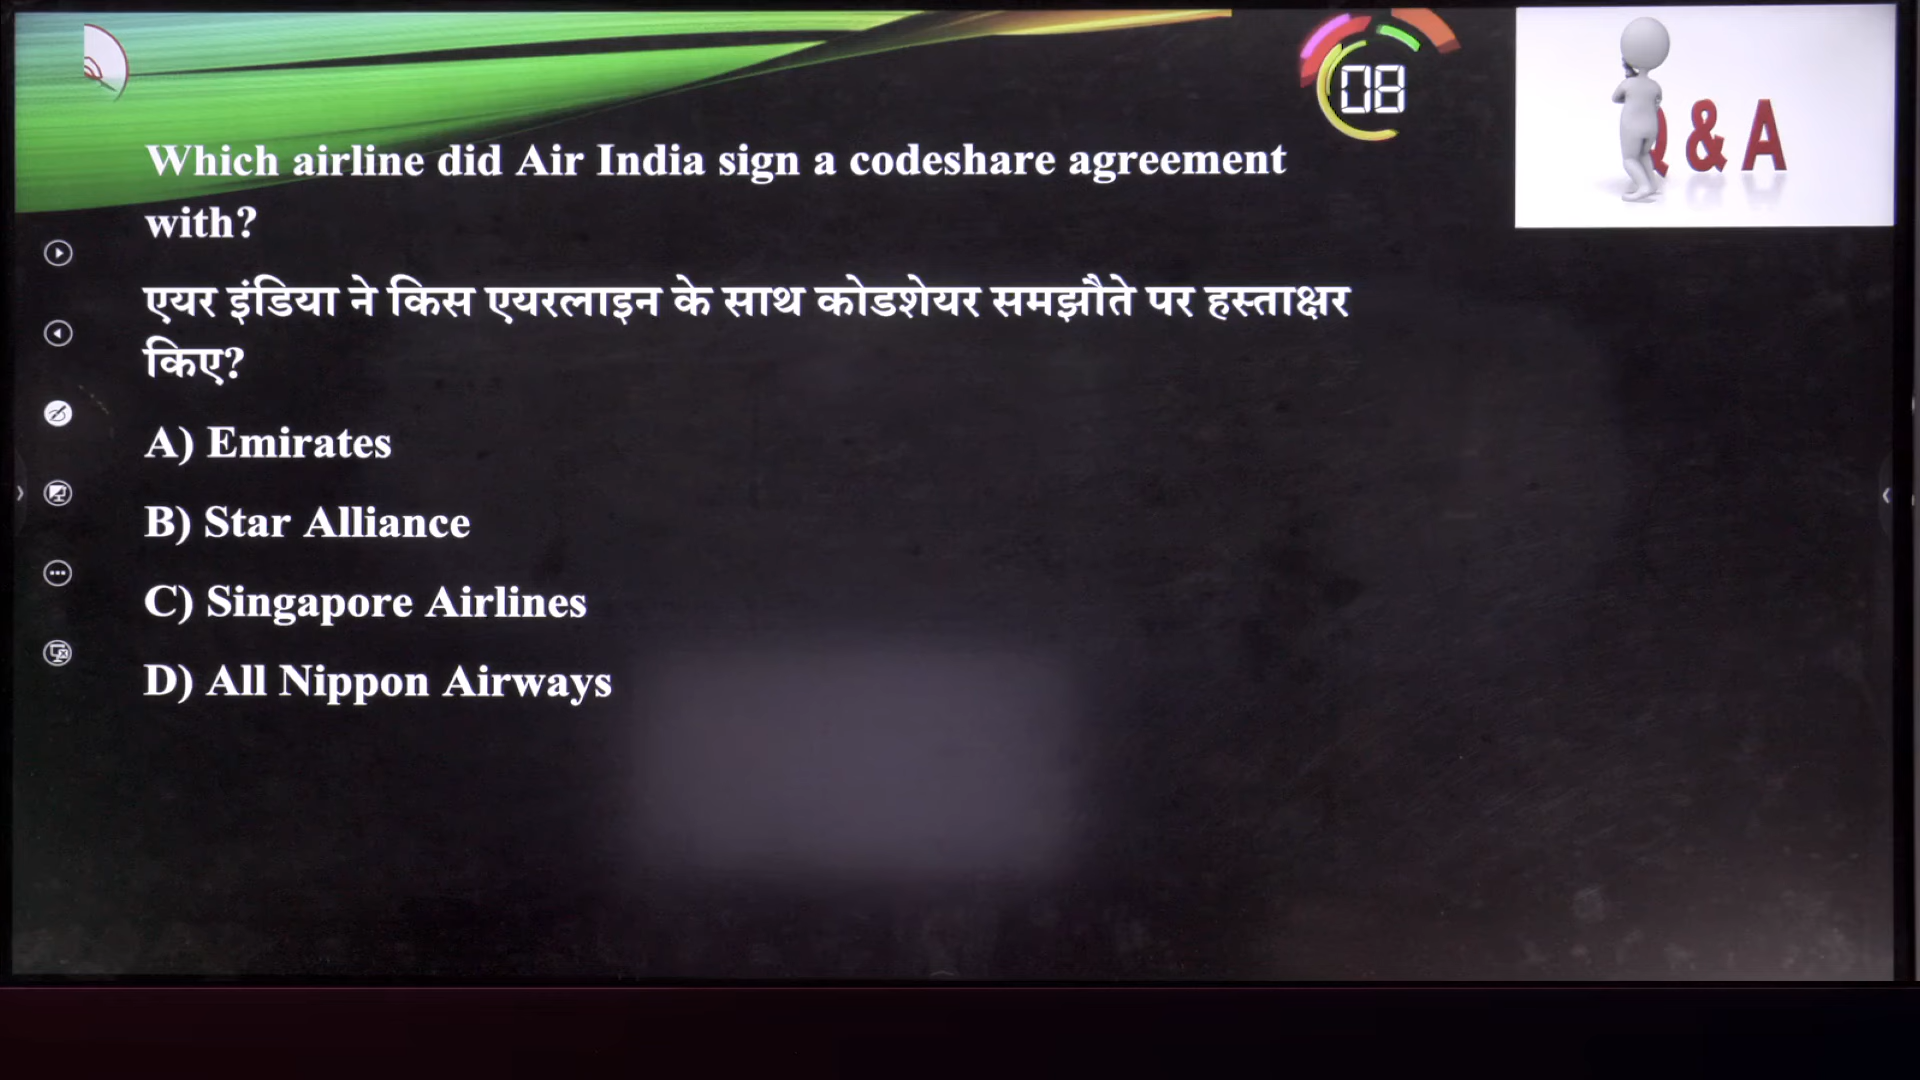 08
Q & A
Which airline did Air India sign a codeshare agreement
with?
एयर इंडिया ने किस एयरलाइन के साथ कोडशेयर समझौते पर हस्ताक्षर
किए?
A) Emirates
B) Star Alliance
C) Singapore Airlines
D) All Nippon Airways